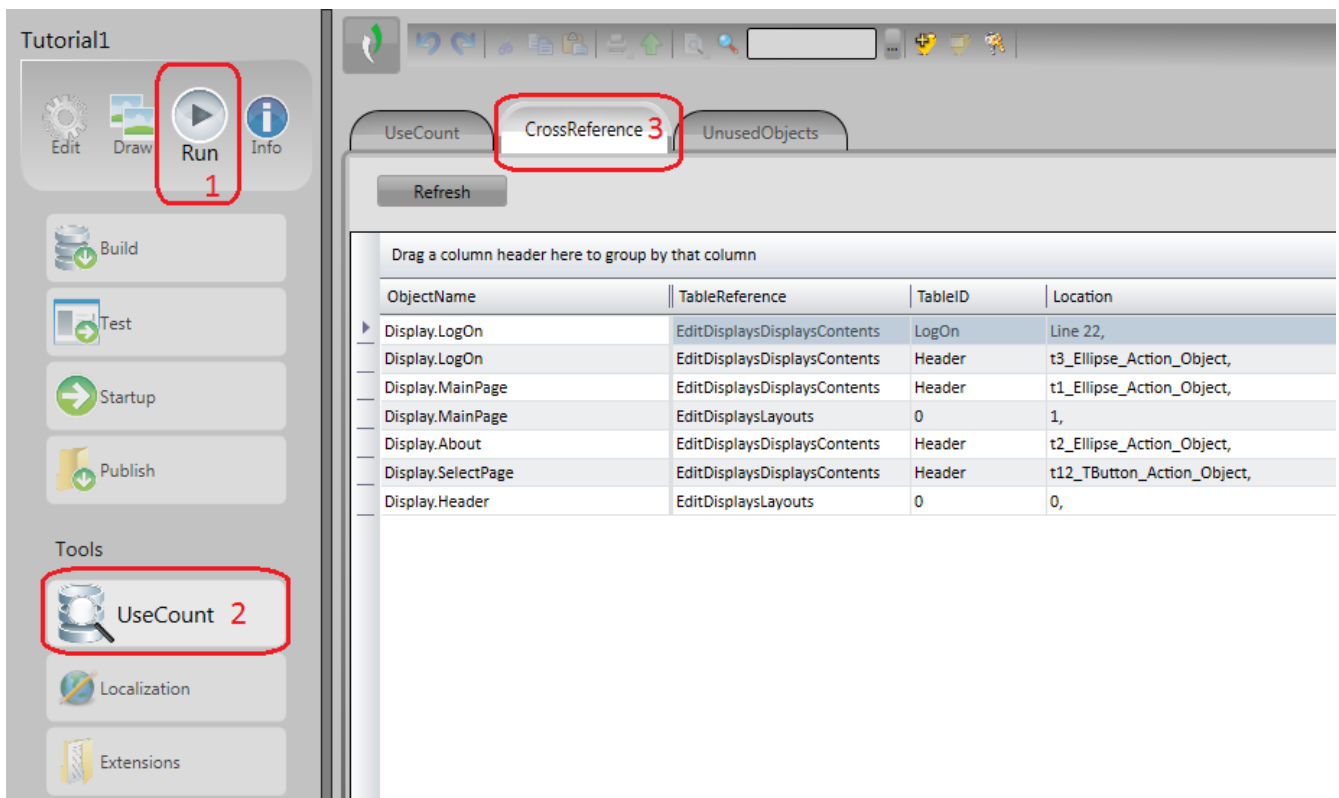 Tutorial1
Edit Draw Run Info
1
Build
Test
Startup
Publish
Tools
UseCount 2
Localization
Extensions
...
UseCount CrossReference 3 UnusedObjects
Refresh
Drag a column header here to group by that column
ObjectName TableReference TableID Location
Display.LogOn EditDisplaysDisplaysContents LogOn Line 22,
Display.LogOn EditDisplaysDisplaysContents Header t3_Ellipse_Action_Object,
Display.MainPage EditDisplaysDisplaysContents Header t1_Ellipse_Action_Object,
Display.MainPage EditDisplaysLayouts 0 1,
Display.About EditDisplaysDisplaysContents Header t2_Ellipse_Action_Object,
Display.SelectPage EditDisplaysDisplaysContents Header t12_TButton_Action_Object,
Display.Header EditDisplaysLayouts 0 0,